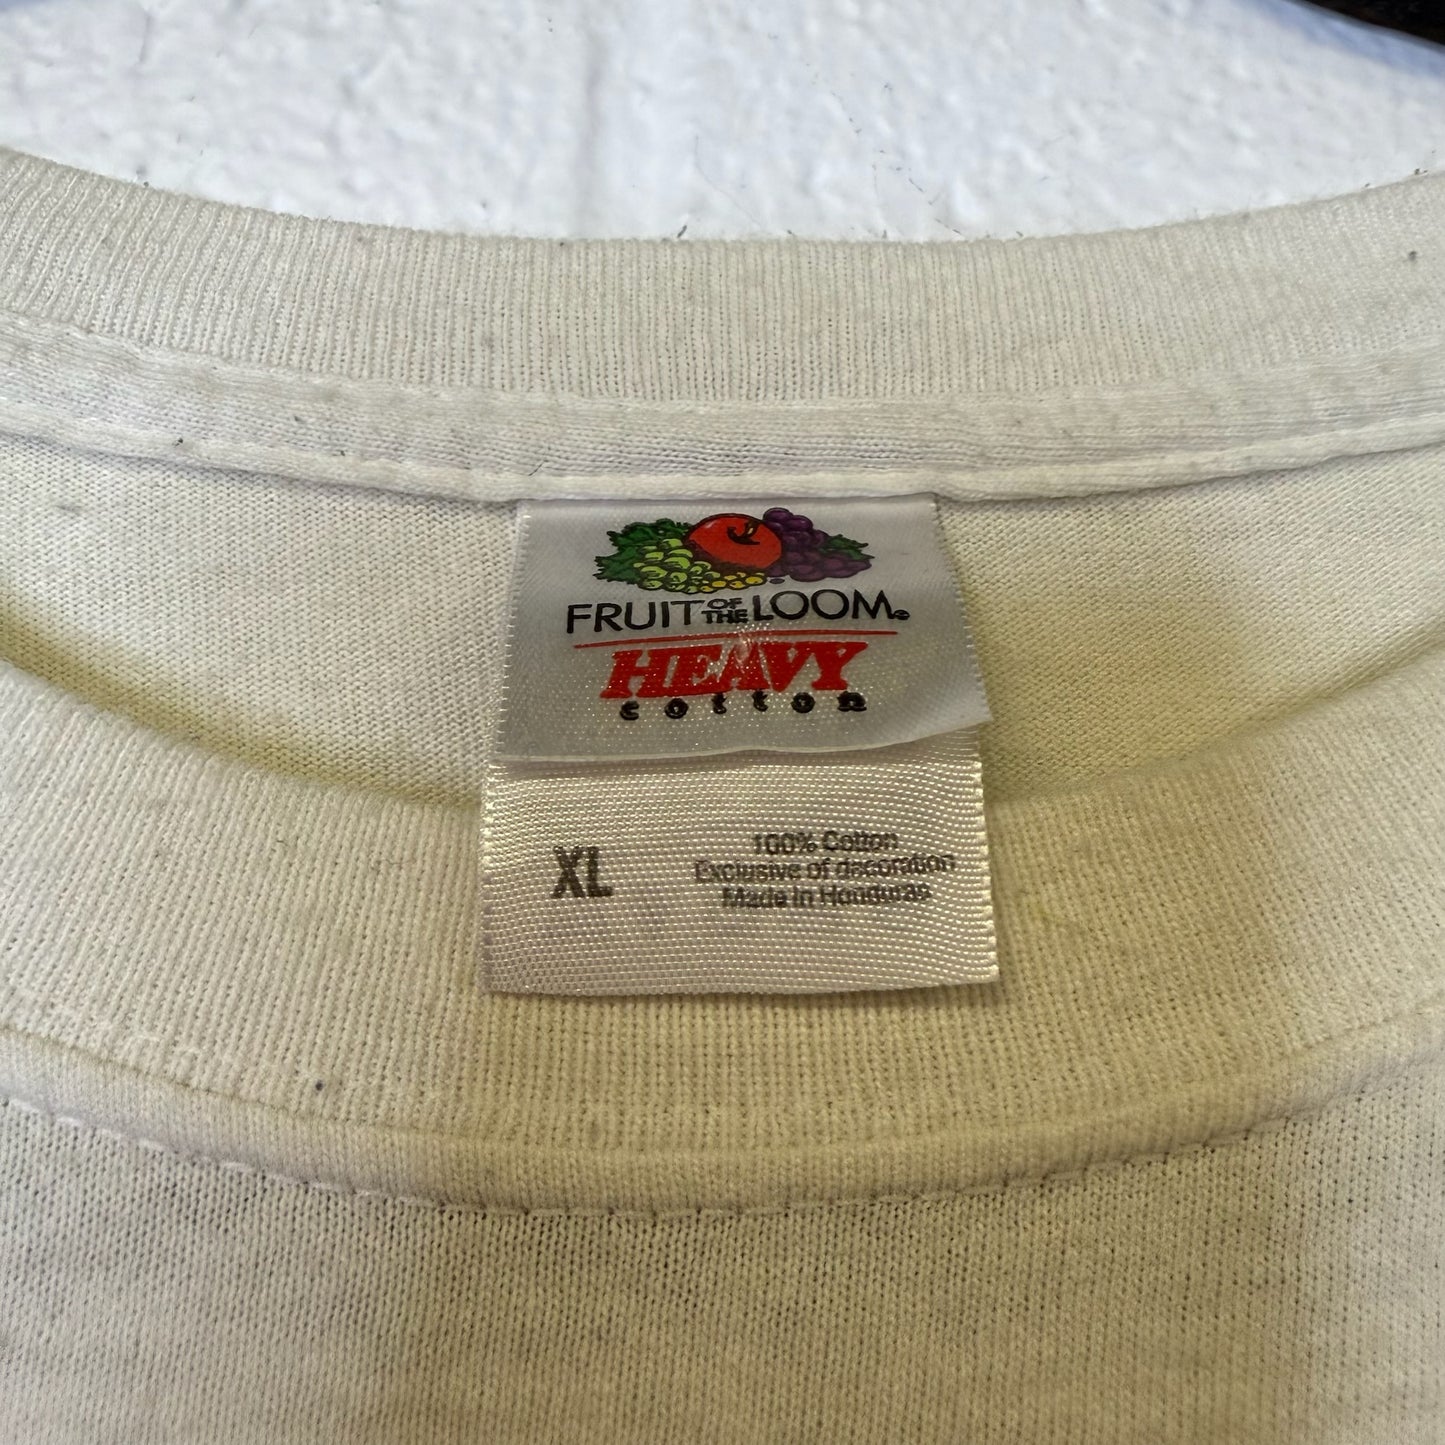 FRUIT OF THE LOOM®
HEAVY
cotton
XL
100% Cotton
Exclusive of decoration
Made in Honduras